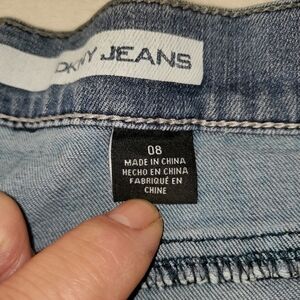 DKNY JEANS
08
MADE IN CHINA
HECHO EN CHINA
FABRIQUÉ EN
CHINE